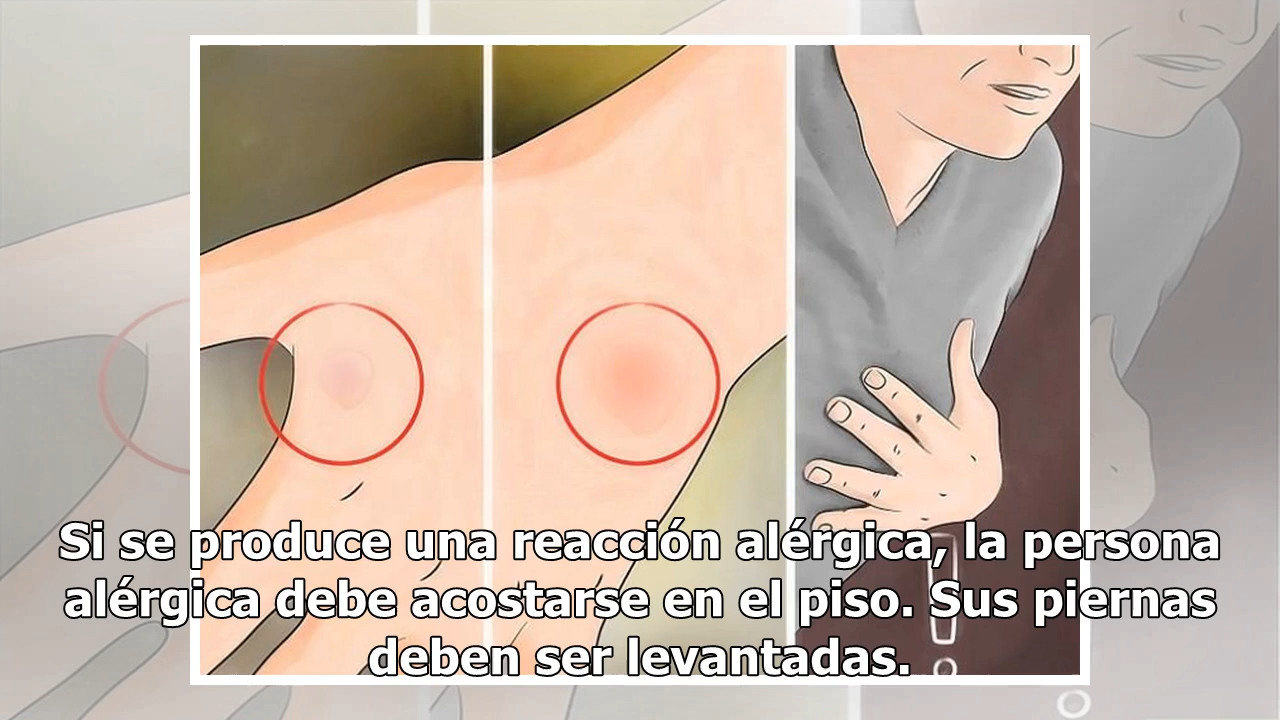 Si se produce una reacción alérgica, la persona
alérgica debe acostarse en el piso. Sus piernas
deben ser levantadas.